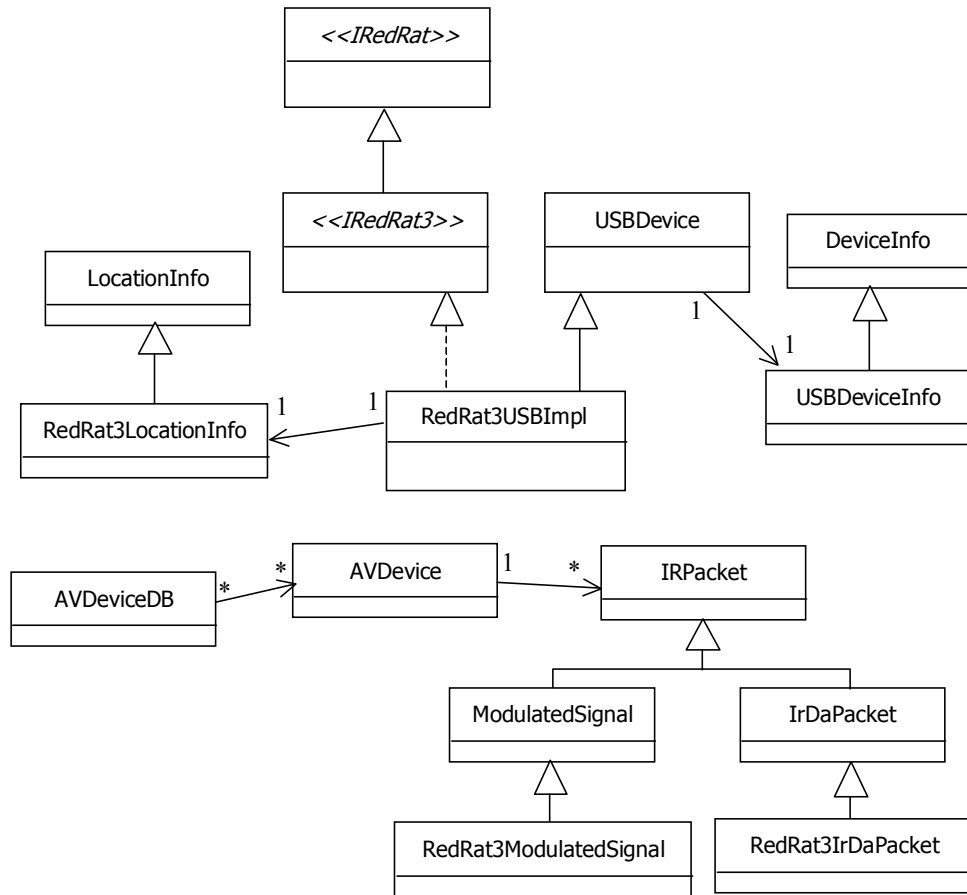 <<IRedRat>>
<<IRedRat3>>
USBDevice
DeviceInfo
LocationInfo
1
1
USBDeviceInfo
1
1
RedRat3LocationInfo
RedRat3USBImpl
AVDeviceDB
*
*
AVDevice
1
*
IRPacket
ModulatedSignal
IrDaPacket
RedRat3ModulatedSignal
RedRat3IrDaPacket